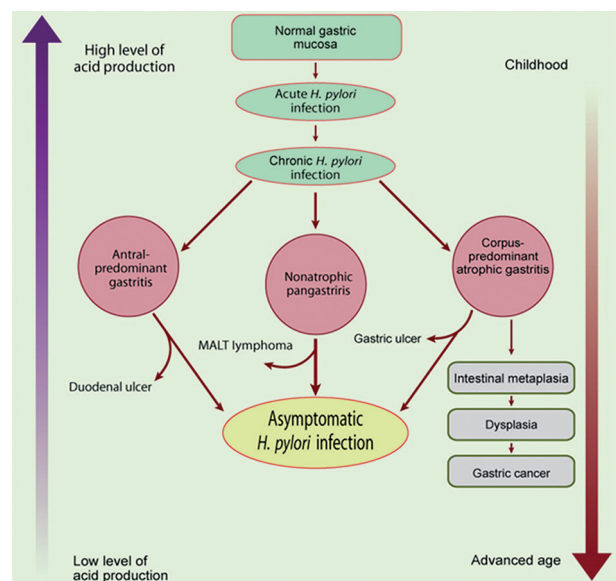 High level of
acid production
Normal gastric
mucosa
Childhood
Acute H. pylori
infection
Chronic H. pylori
infection
Antral-
predominant
gastritis
Nonatrophic
pangastriris
Corpus-
predominant
atrophic gastritis
Duodenal ulcer
MALT lymphoma
Gastric ulcer
Intestinal metaplasia
Asymptomatic
H. pylori infection
Dysplasia
Gastric cancer
Low level of
acid production
Advanced age